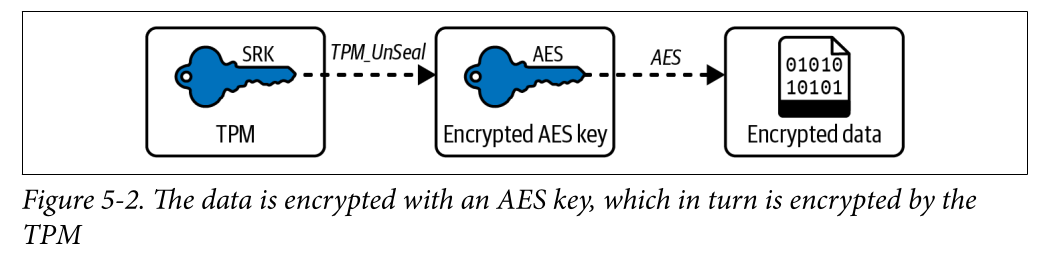 SRK
TPM_UnSeal
AES
AES
01010
10101
TPM
Encrypted AES key
Encrypted data
Figure 5-2. The data is encrypted with an AES key, which in turn is encrypted by the
TPM